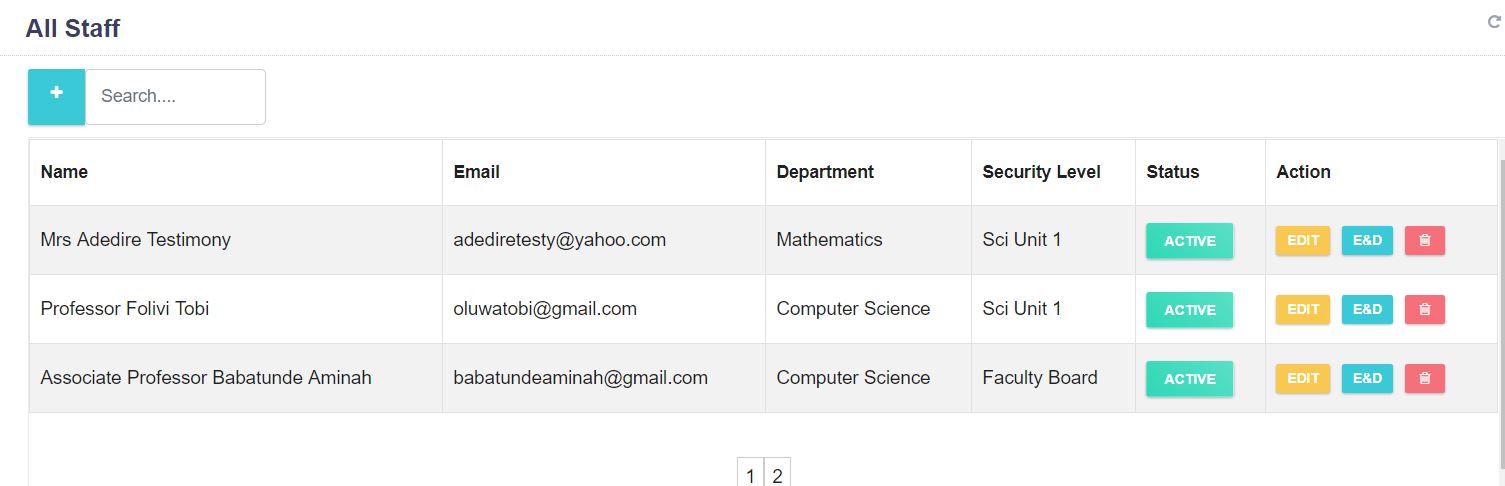 All Staff
+ Search....
Name Email Department Security Level Status Action
Mrs Adedire Testimony adediretesty@yahoo.com Mathematics Sci Unit 1 ACTIVE EDIT E&D
Professor Folivi Tobi oluwatobi@gmail.com Computer Science Sci Unit 1 ACTIVE EDIT E&D
Associate Professor Babatunde Aminah babatundeaminah@gmail.com Computer Science Faculty Board ACTIVE EDIT E&D
1 2